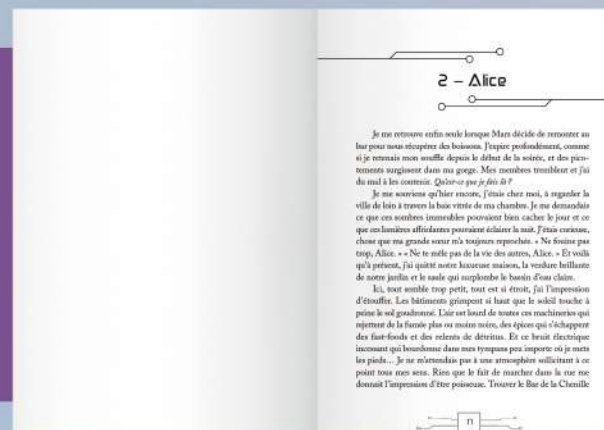 2 – Alice
Je me retrouve enfin seule lorsque Mars décide de remonter au
bar pour nous récupérer des boissons. J'expire profondément, comme
si je retenais mon souffle depuis le début de la soirée, et des pico-
tements surgissent dans ma gorge. Mes membres tremblent et j'ai
du mal à les contenir. Qu'est-ce que je fais là ?
Je me souviens qu'hier encore, j'étais chez moi, à regarder la
ville de loin à travers la baie vitrée de ma chambre. Je me demandais
ce que ces sombres immeubles pouvaient bien cacher le jour et ce
que ces lumières affriolantes pouvaient éclairer la nuit. J'étais curieuse,
chose que ma grande sœur m'a toujours reprochée. « Ne fouine pas
trop, Alice. » « Ne te mêle pas de la vie des autres, Alice. » Et voilà
qu'à présent, j'ai quitté notre luxueuse maison, la verdure brillante
de notre jardin et le saule qui surplombe le bassin d'eau claire.
Ici, tout semble trop petit, tout est si étroit, j'ai l'impression
d'étouffer. Les bâtiments grimpent si haut que le soleil touche à
peine le sol goudronné. L'air est lourd de toutes ces machineries qui
rejettent de la fumée plus ou moins noire, des épices qui s'échappent
des fast-foods et des relents de détritus. Et ce bruit électrique
incessant qui bourdonne dans mes tympans peu importe où je mets
les pieds… Je ne m'attendais pas à une atmosphère sollicitant à ce
point tous mes sens. Rien que le fait de marcher dans la rue me
donnait l'impression d'être poisseuse. Trouver le Bar de la Chenille
11